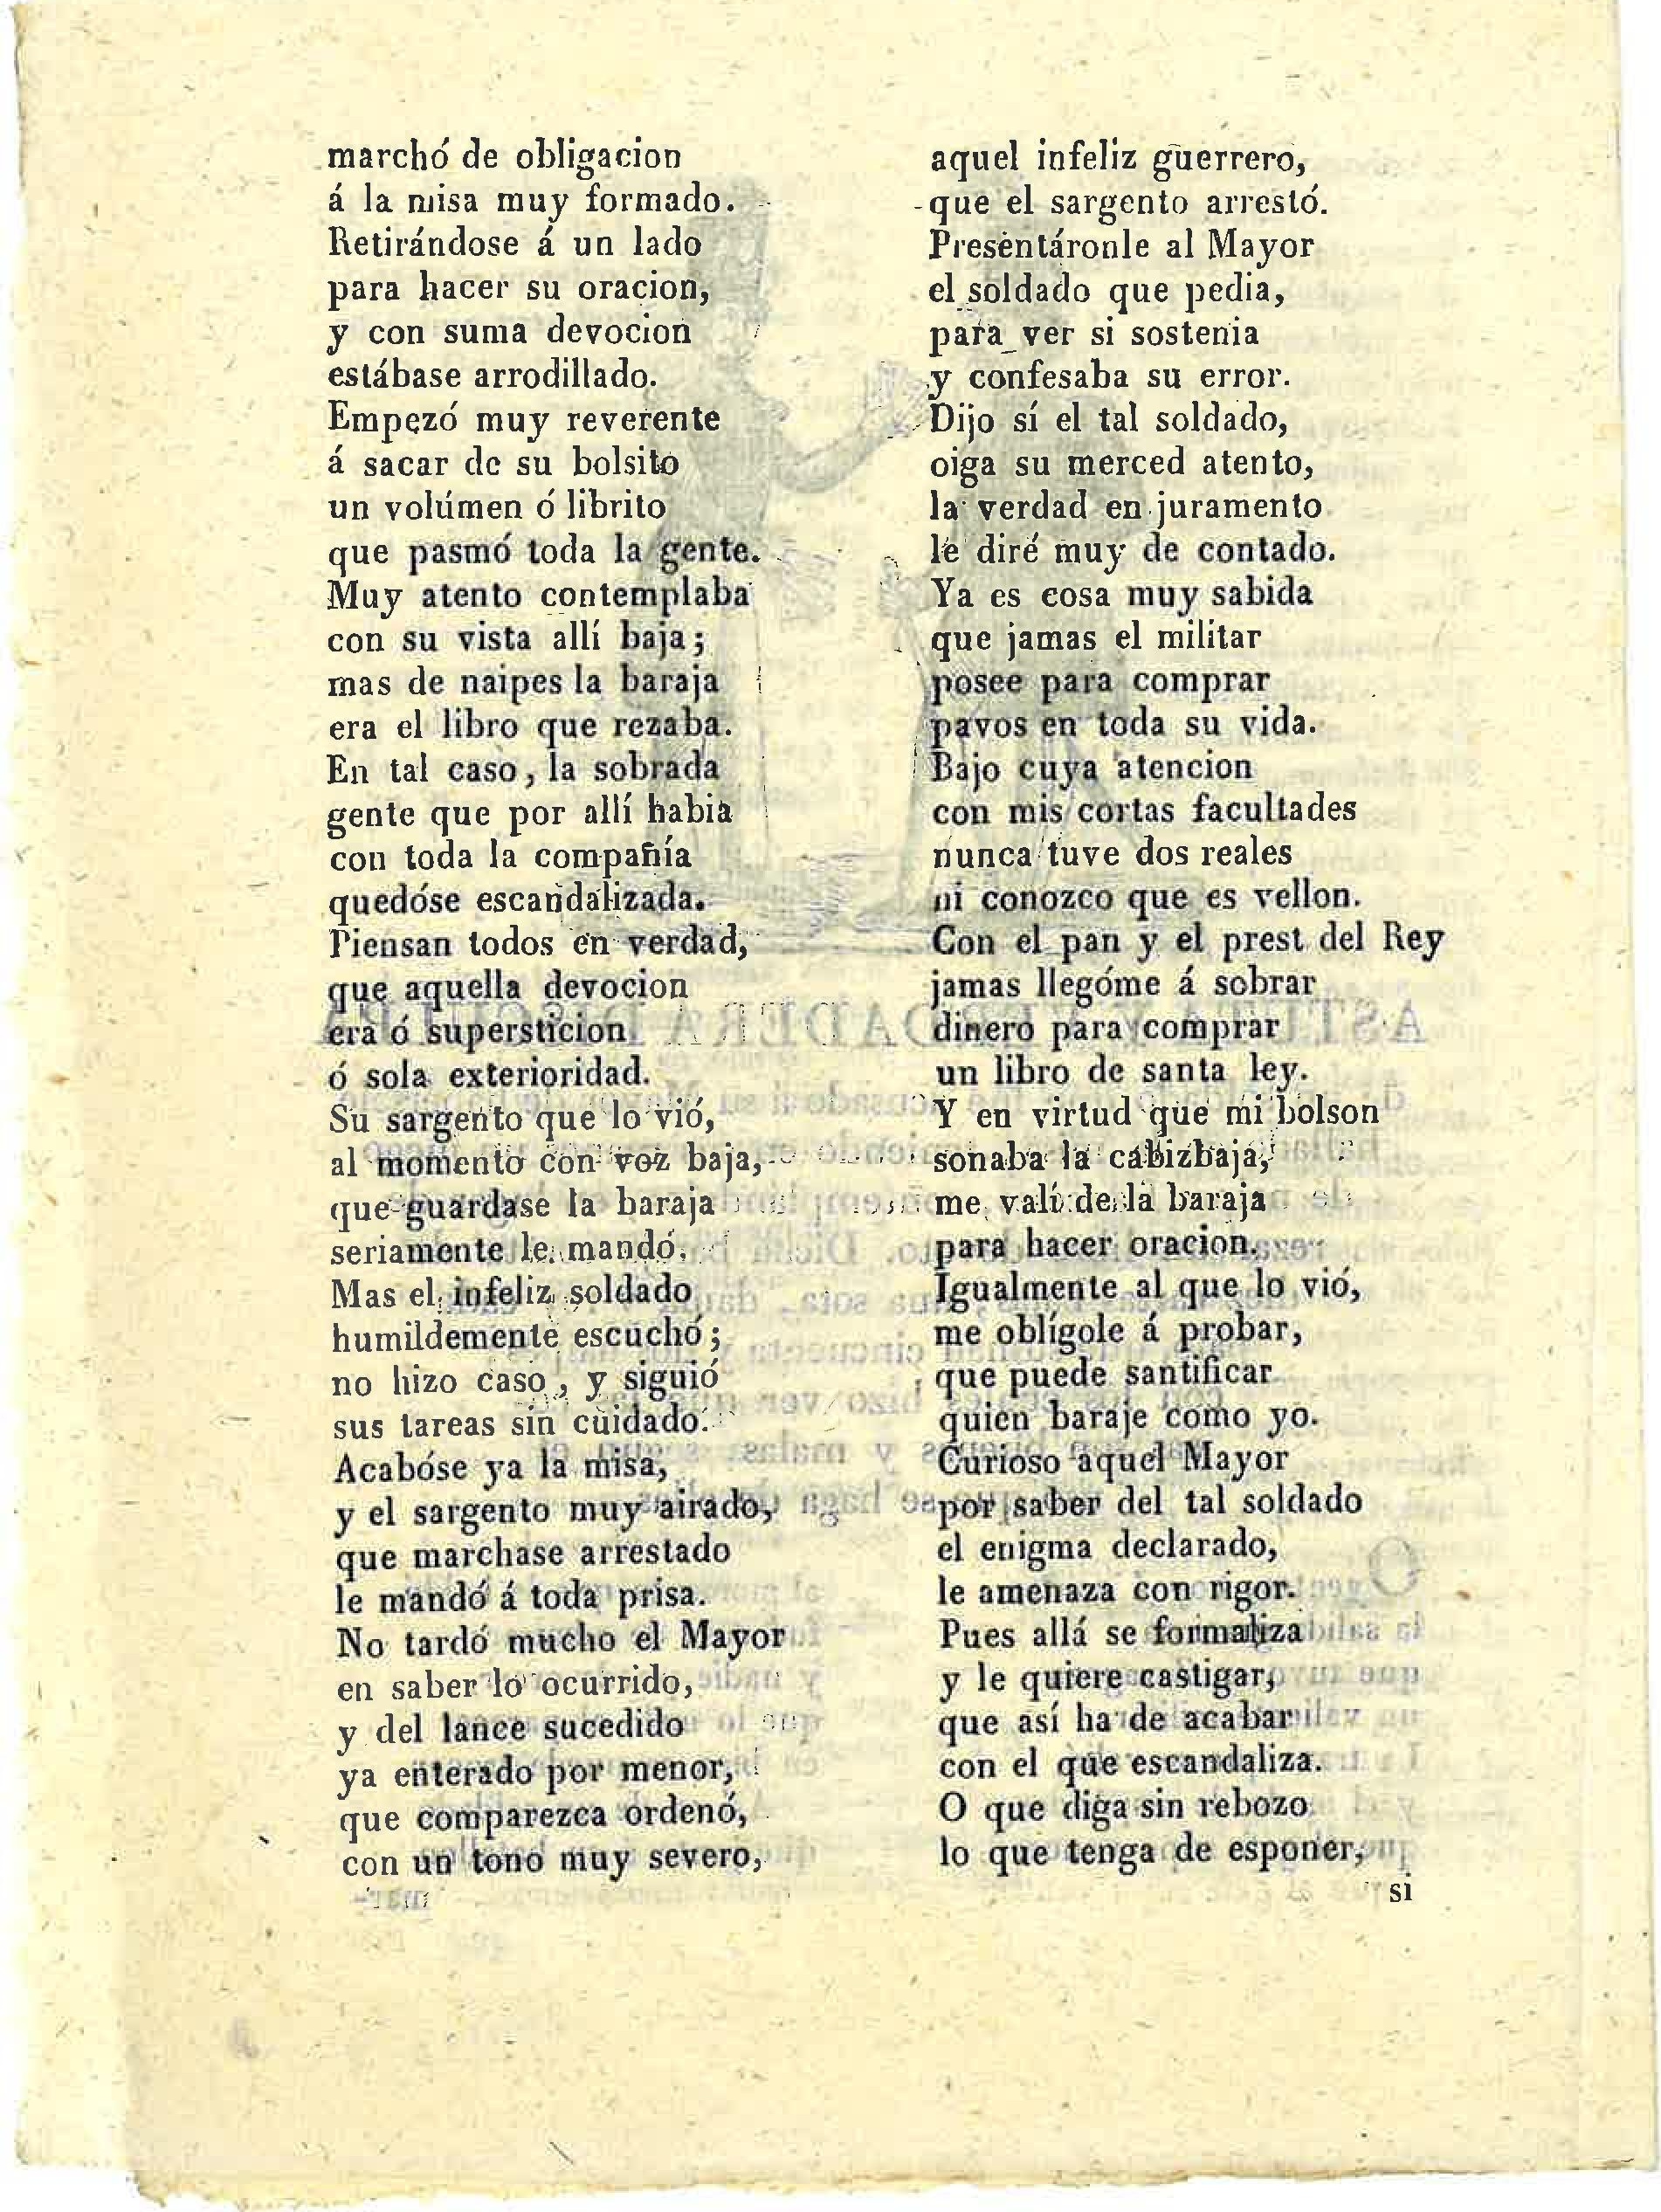 marchó de obligacion
á la misa muy formado.
Retirándose á un lado
para hacer su oracion,
y con suma devocion
estábase arrodillado.
Empezó muy reverente
á sacar de su bolsito
un volúmen ó librito
que pasmó toda la gente.
Muy atento contemplaba
con su vista allí baja;
mas de naipes la baraja
era el libro que rezaba.
En tal caso, la sobrada
gente que por allí habia
con toda la compañía
quedóse escandalizada.
Piensan todos en verdad,
que aquella devocion
era ó supersticion
ó sola exterioridad.
Su sargento que lo vió,
al momento con voz baja,
que guardase la baraja
seriamente le mandó.
Mas el infeliz soldado
humildemente escuchó;
no hizo caso, y siguió
sus tareas sin cuidado.
Acabóse ya la misa,
y el sargento muy airado,
que marchase arrestado
le mandó á toda prisa.
No tardó mucho el Mayor
en saber lo ocurrido,
y del lance sucedido
ya enterado por menor,
que comparezca ordenó,
con un tono muy severo,
aquel infeliz guerrero,
que el sargento arrestó.
Presentáronle al Mayor
el soldado que pedia,
para ver si sostenia
y confesaba su error.
Dijo sí el tal soldado,
oiga su merced atento,
la verdad en juramento
le diré muy de contado.
Ya es cosa muy sabida
que jamas el militar
posee para comprar
pavos en toda su vida.
Bajo cuya atencion
con mis cortas facultades
nunca tuve dos reales
ni conozco que es vellon.
Con el pan y el prest del Rey
jamas llegóme á sobrar
dinero para comprar
un libro de santa ley.
Y en virtud que mi bolson
sonaba la cabizbaja,
me valí de la baraja
para hacer oracion.
Igualmente al que lo vió,
me oblígole á probar,
que puede santificar
quien baraje como yo.
Curioso aquel Mayor
por saber del tal soldado
el enigma declarado,
le amenaza con rigor.
Pues allá se formaliza
y le quiere castigar,
que así ha de acabar
con el que escandaliza.
O que diga sin rebozo
lo que tenga de esponer,
si